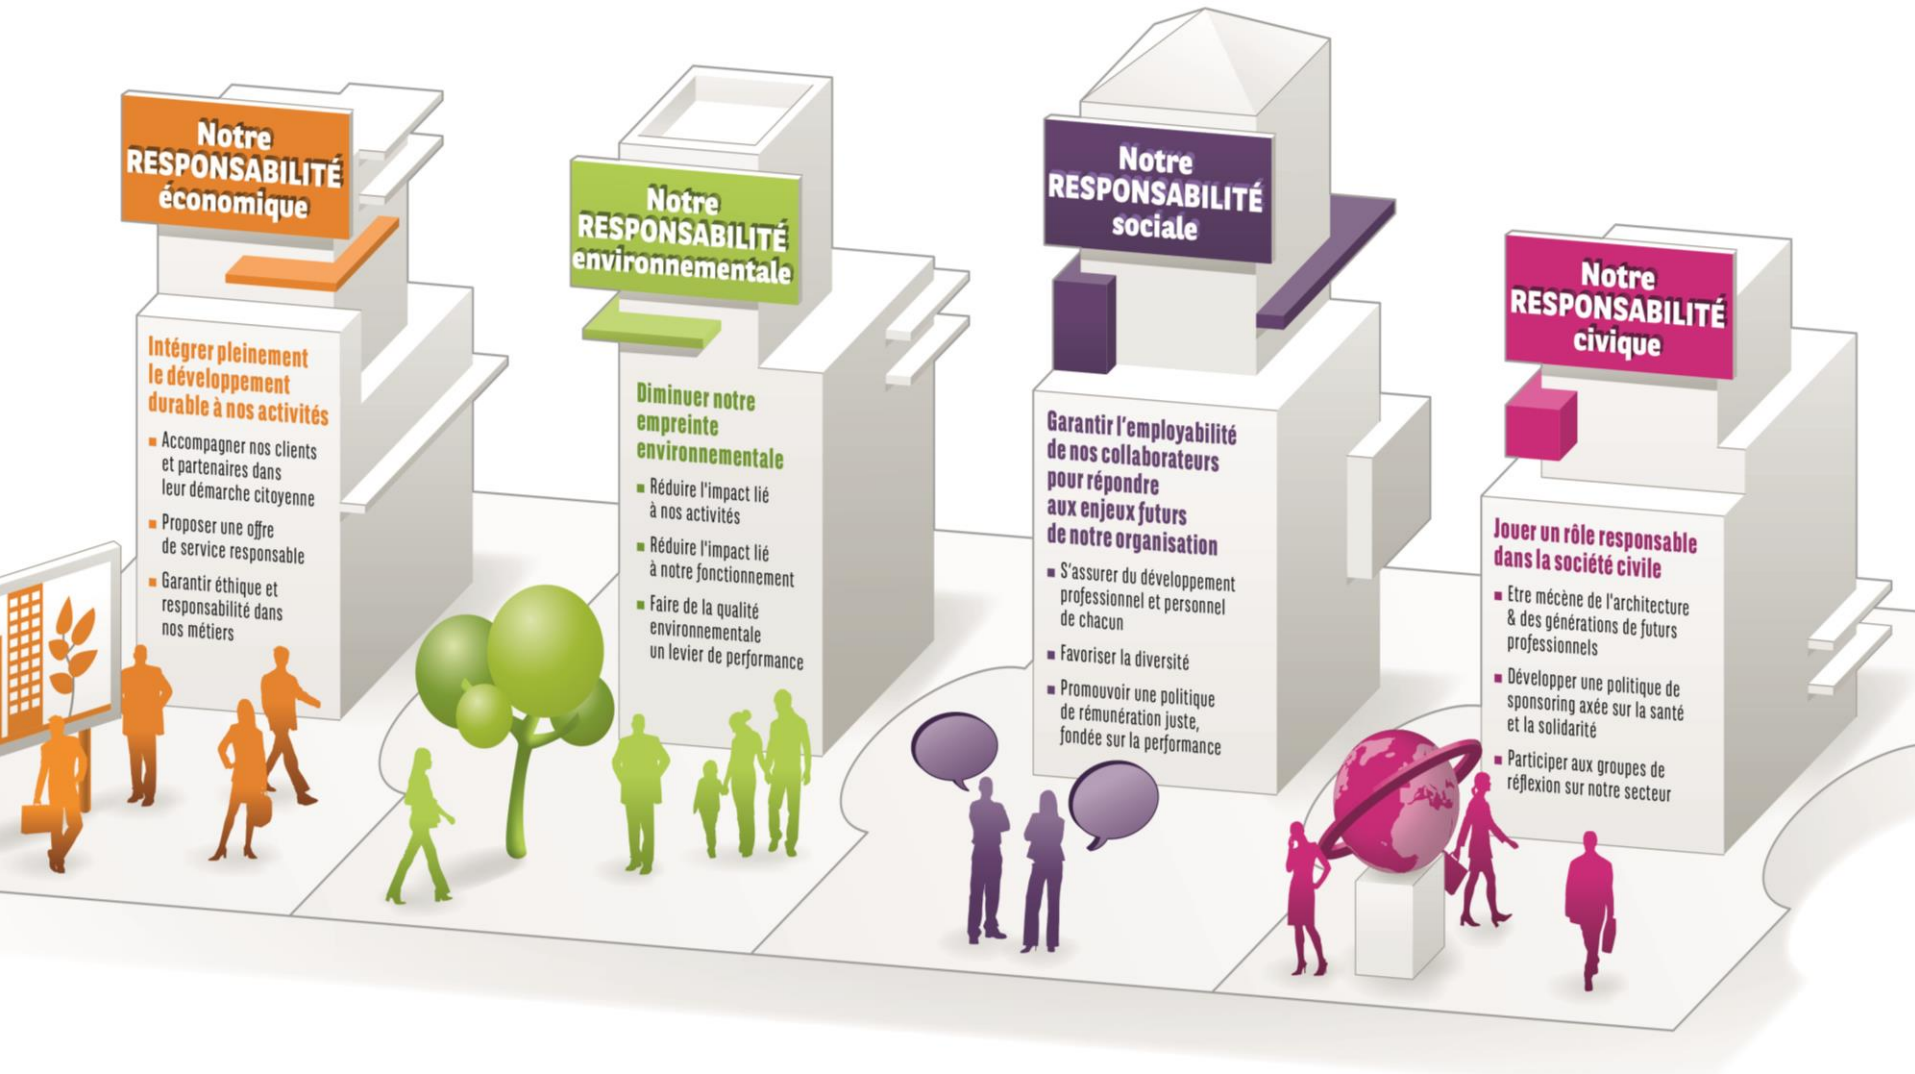 Notre
RESPONSABILITÉ
économique
Intégrer pleinement
le développement
durable à nos activités
Accompagner nos clients
et partenaires dans
leur démarche citoyenne
Proposer une offre
de service responsable
Garantir éthique et
responsabilité dans
nos métiers
Notre
RESPONSABILITÉ
environnementale
Diminuer notre
empreinte
environnementale
Réduire l'impact lié
à nos activités
Réduire l'impact lié
à notre fonctionnement
Faire de la qualité
environnementale
un levier de performance
Notre
RESPONSABILITÉ
sociale
Garantir l'employabilité
de nos collaborateurs
pour répondre
aux enjeux futurs
de notre organisation
S'assurer du développement
professionnel et personnel
de chacun
Favoriser la diversité
Promouvoir une politique
de rémunération juste,
fondée sur la performance
Notre
RESPONSABILITÉ
civique
Jouer un rôle responsable
dans la société civile
Etre mécène de l'architecture
& des générations de futurs
professionnels
Développer une politique de
sponsoring axée sur la santé
et la solidarité
Participer aux groupes de
réflexion sur notre secteur